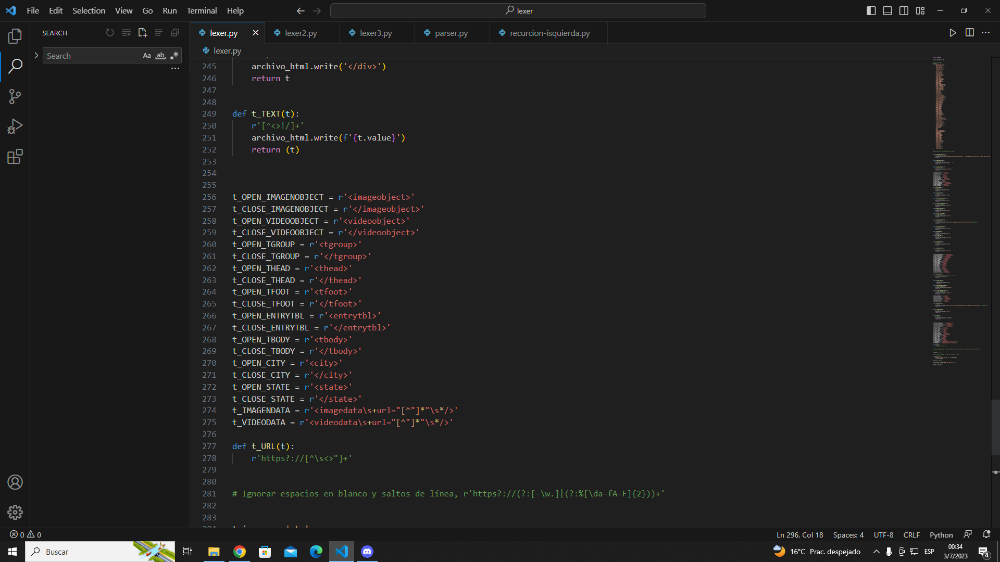 File Edit Selection View Go Run Terminal Help
lexer
SEARCH
lexer.py
lexer2.py
lexer3.py
parser.py
recurcion-isquierda.py
Search
Aa ab
lexer.py
245 archivo_html.write('</div>')
246 return t
247
248
249 def t_TEXT(t):
250 r'[^<>!/]+'
251 archivo_html.write(f'{t.value}')
252 return (t)
253
254
255
256 t_OPEN_IMAGENOBJECT = r'<imageobject>'
257 t_CLOSE_IMAGENOBJECT = r'</imageobject>'
258 t_OPEN_VIDEOOBJECT = r'<videoobject>'
259 t_CLOSE_VIDEOOBJECT = r'</videoobject>'
260 t_OPEN_TGROUP = r'<tgroup>'
261 t_CLOSE_TGROUP = r'</tgroup>'
262 t_OPEN_THEAD = r'<thead>'
263 t_CLOSE_THEAD = r'</thead>'
264 t_OPEN_TFOOT = r'<tfoot>'
265 t_CLOSE_TFOOT = r'</tfoot>'
266 t_OPEN_ENTRYTBL = r'<entrytbl>'
267 t_CLOSE_ENTRYTBL = r'</entrytbl>'
268 t_OPEN_TBODY = r'<tbody>'
269 t_CLOSE_TBODY = r'</tbody>'
270 t_OPEN_CITY = r'<city>'
271 t_CLOSE_CITY = r'</city>'
272 t_OPEN_STATE = r'<state>'
273 t_CLOSE_STATE = r'</state>'
274 t_IMAGENDATA = r'<imagedata\s+url="[^"]*"\s*/>'
275 t_VIDEODATA = r'<videodata\s+url="[^"]*"\s*/>'
276
277 def t_URL(t):
278 r'https?://[^\s<>"]+'
279
280
281 # Ignorar espacios en blanco y saltos de línea, r'https?://(?:[-\w.]|(?:%[\da-fA-F]{2}))+'
282
283
0 0
Ln 296, Col 18 Spaces: 4 UTF-8 CRLF Python
Buscar
16°C Prac. despejado
ESP
00:34
3/7/2023
4